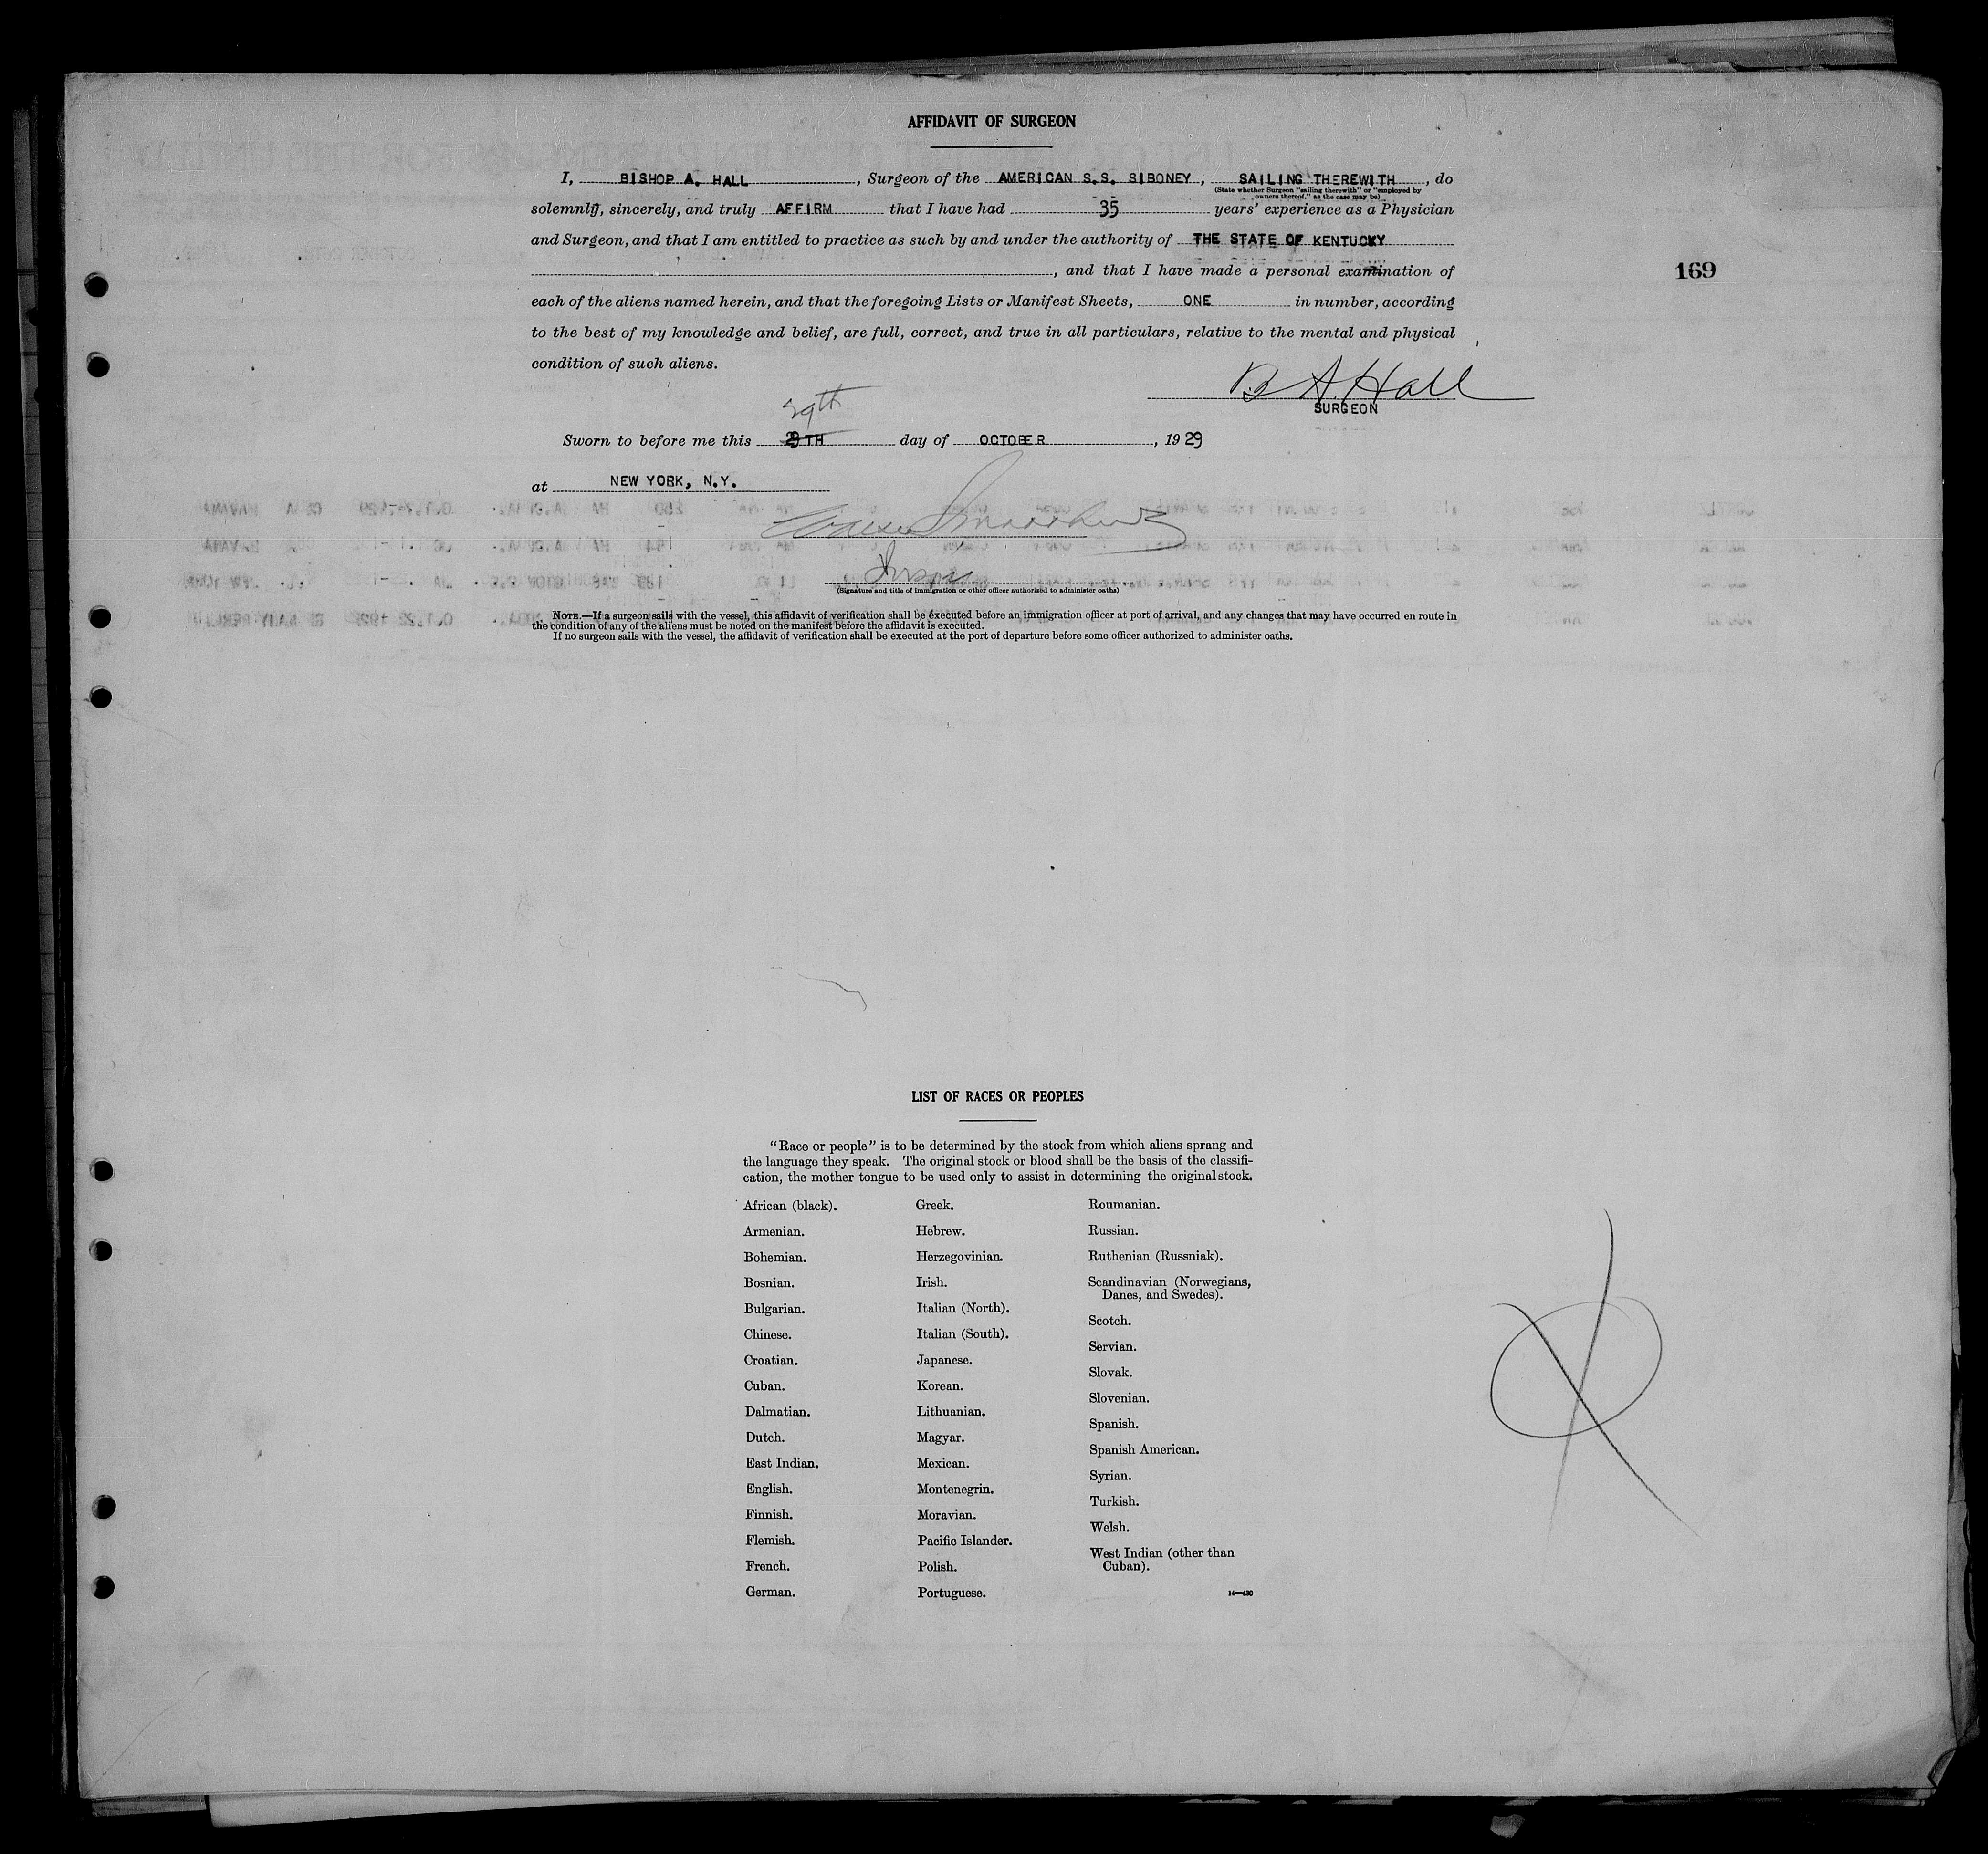 AFFIDAVIT OF SURGEON
I, BISHOP A. HALL, Surgeon of the AMERICAN S.S. SIBONEY, SAILING THEREWITH, do
(State whether Surgeon "sailing therewith" or "employed by
owners thereof," as the case may be)
solemnly, sincerely, and truly AFFIRM that I have had 35 years' experience as a Physician
and Surgeon, and that I am entitled to practice as such by and under the authority of THE STATE OF KENTUCKY
, and that I have made a personal examination of
169
each of the aliens named herein, and that the foregoing Lists or Manifest Sheets, ONE in number, according
to the best of my knowledge and belief, are full, correct, and true in all particulars, relative to the mental and physical
condition of such aliens.
B A. Hall
SURGEON
29th
Sworn to before me this TH day of OCTOBER, 1929
at NEW YORK, N.Y.
(Signature and title of immigration or other officer authorized to administer oaths)
NOTE.—If a surgeon sails with the vessel, this affidavit of verification shall be executed before an immigration officer at port of arrival, and any changes that may have occurred en route in
the condition of any of the aliens must be noted on the manifest before the affidavit is executed.
If no surgeon sails with the vessel, the affidavit of verification shall be executed at the port of departure before some officer authorized to administer oaths.
LIST OF RACES OR PEOPLES
"Race or people" is to be determined by the stock from which aliens sprang and
the language they speak. The original stock or blood shall be the basis of the classifi-
cation, the mother tongue to be used only to assist in determining the original stock.
African (black).
Armenian.
Bohemian.
Bosnian.
Bulgarian.
Chinese.
Croatian.
Cuban.
Dalmatian.
Dutch.
East Indian.
English.
Finnish.
Flemish.
French.
German.
Greek.
Hebrew.
Herzegovinian.
Irish.
Italian (North).
Italian (South).
Japanese.
Korean.
Lithuanian.
Magyar.
Mexican.
Montenegrin.
Moravian.
Pacific Islander.
Polish.
Portuguese.
Roumanian.
Russian.
Ruthenian (Russniak).
Scandinavian (Norwegians,
Danes, and Swedes).
Scotch.
Servian.
Slovak.
Slovenian.
Spanish.
Spanish American.
Syrian.
Turkish.
Welsh.
West Indian (other than
Cuban).
14—430